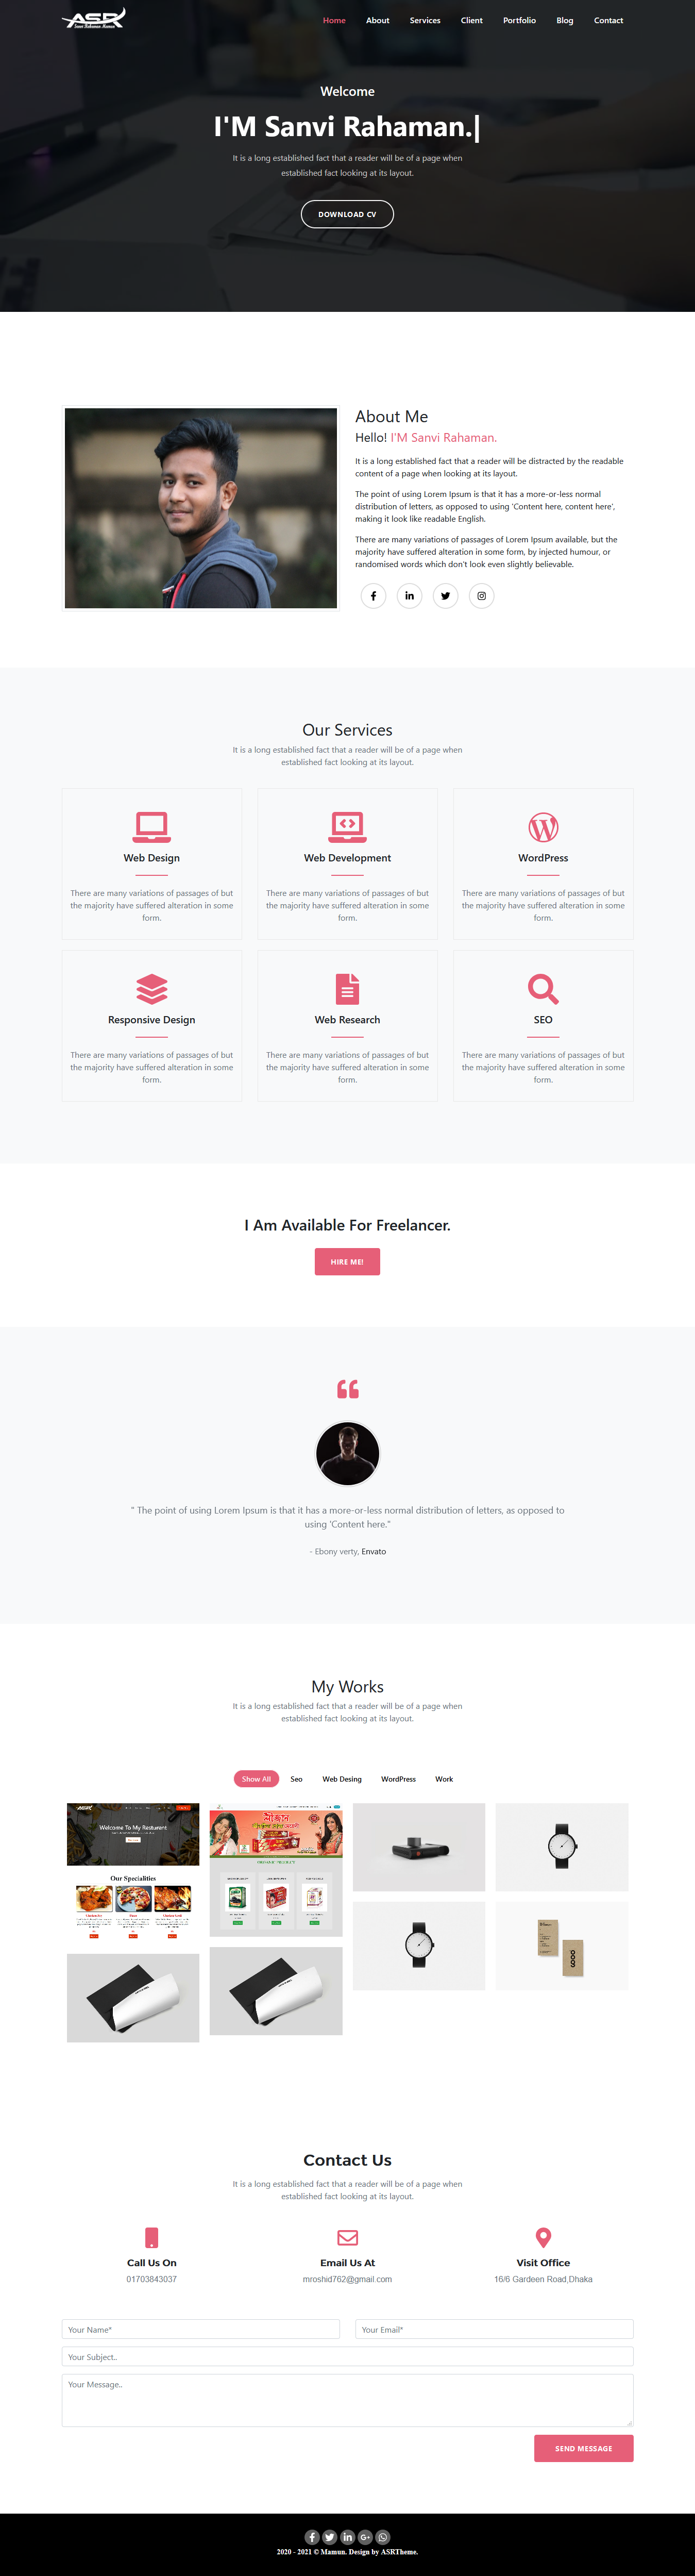 ASR
Home About Services Client Portfolio Blog Contact
Welcome
I'M Sanvi Rahaman.|
It is a long established fact that a reader will be of a page when
established fact looking at its layout.
DOWNLOAD CV
About Me
Hello! I'M Sanvi Rahaman.
It is a long established fact that a reader will be distracted by the readable
content of a page when looking at its layout.
The point of using Lorem Ipsum is that it has a more-or-less normal
distribution of letters, as opposed to using 'Content here, content here',
making it look like readable English.
There are many variations of passages of Lorem Ipsum available, but the
majority have suffered alteration in some form, by injected humour, or
randomised words which don't look even slightly believable.
Our Services
It is a long established fact that a reader will be of a page when
established fact looking at its layout.
Web Design
There are many variations of passages of but
the majority have suffered alteration in some
form.
Web Development
There are many variations of passages of but
the majority have suffered alteration in some
form.
WordPress
There are many variations of passages of but
the majority have suffered alteration in some
form.
Responsive Design
There are many variations of passages of but
the majority have suffered alteration in some
form.
Web Research
There are many variations of passages of but
the majority have suffered alteration in some
form.
SEO
There are many variations of passages of but
the majority have suffered alteration in some
form.
I Am Available For Freelancer.
HIRE ME!
" The point of using Lorem Ipsum is that it has a more-or-less normal distribution of letters, as opposed to
using 'Content here."
- Ebony verty, Envato
My Works
It is a long established fact that a reader will be of a page when
established fact looking at its layout.
Show All Seo Web Desing WordPress Work
ASR
Welcome To My Resturent
Our Specialities
Contact Us
It is a long established fact that a reader will be of a page when
established fact looking at its layout.
Call Us On
01703843037
Email Us At
mroshid762@gmail.com
Visit Office
16/6 Gardeen Road,Dhaka
Your Name*
Your Email*
Your Subject..
Your Message..
SEND MESSAGE
2020 - 2021 © Mamun. Design by ASRTheme.